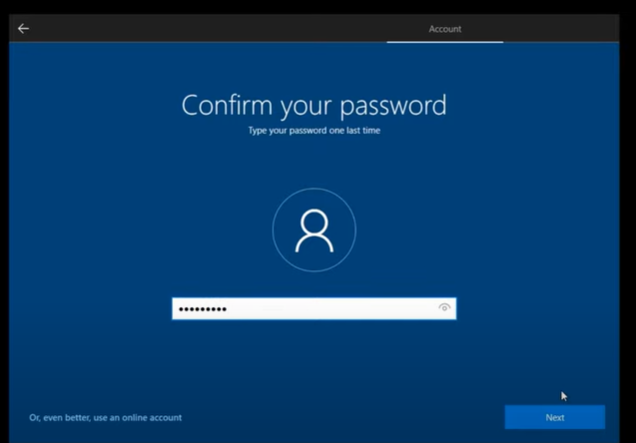 Account
Confirm your password
Type your password one last time
•••••••••
Or, even better, use an online account
Next